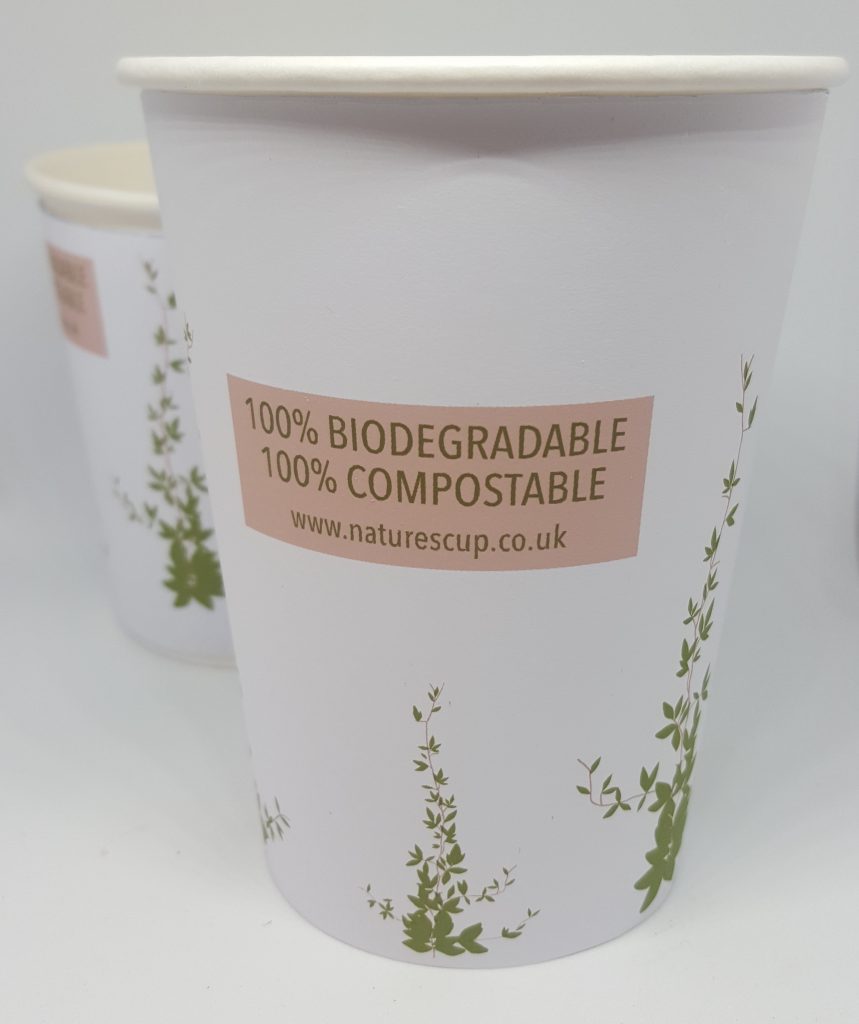 100% BIODEGRADABLE
100% COMPOSTABLE
www.naturescup.co.uk